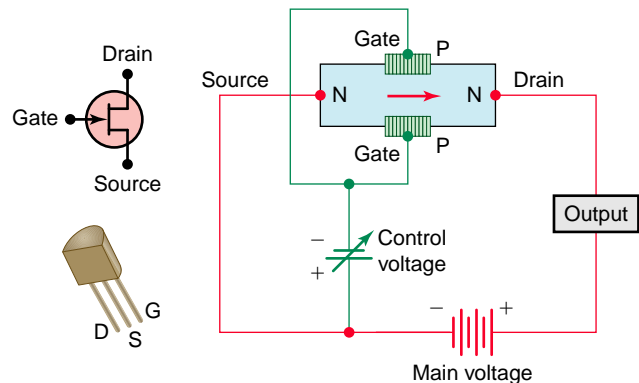 Drain
Gate
Source
D
S
G
Gate
P
Source
N
N
Drain
Gate
P
Output
−
+
Control
voltage
−
+
Main voltage